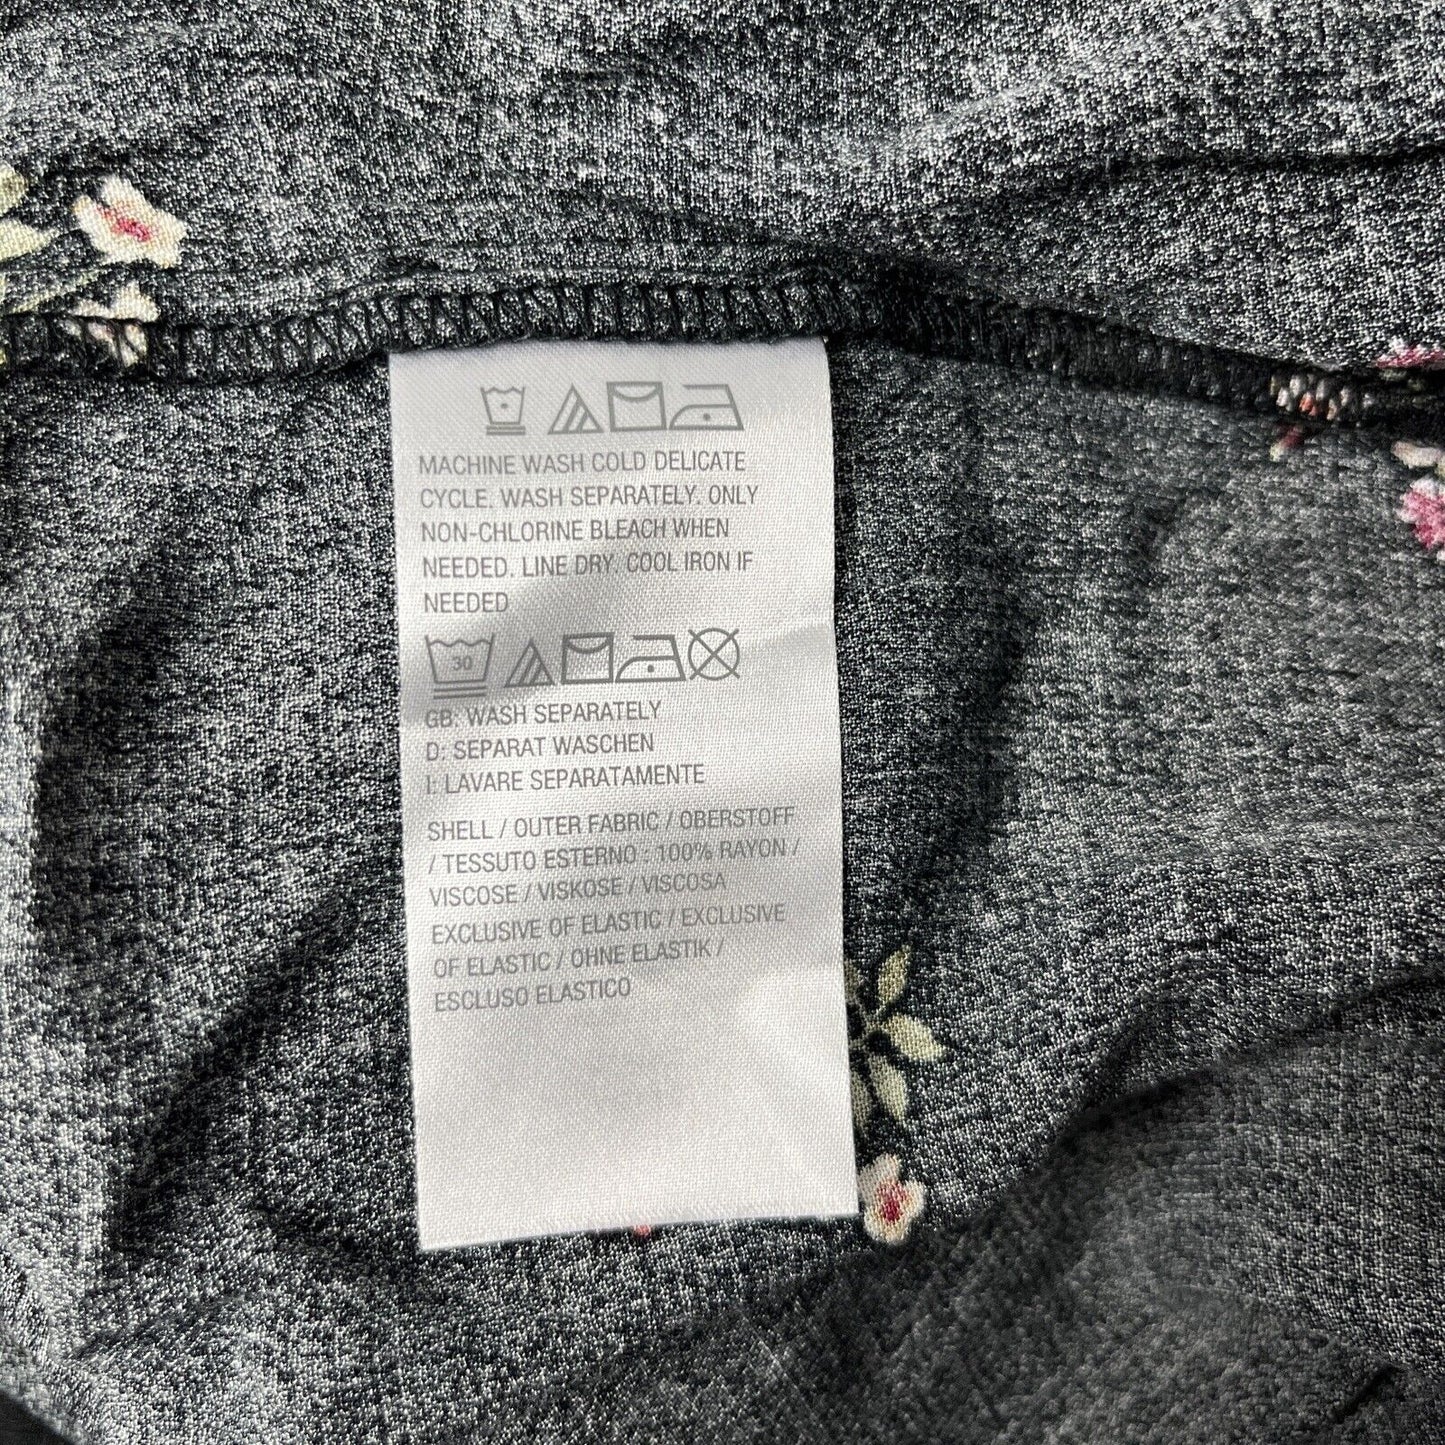 MACHINE WASH COLD DELICATE
CYCLE. WASH SEPARATELY. ONLY
NON-CHLORINE BLEACH WHEN
NEEDED. LINE DRY. COOL IRON IF
NEEDED
30
GB: WASH SEPARATELY
D: SEPARAT WASCHEN
I: LAVARE SEPARATAMENTE
SHELL / OUTER FABRIC / OBERSTOFF
/ TESSUTO ESTERNO : 100% RAYON /
VISCOSE / VISKOSE / VISCOSA
EXCLUSIVE OF ELASTIC / EXCLUSIVE
OF ELASTIC / OHNE ELASTIK /
ESCLUSO ELASTICO